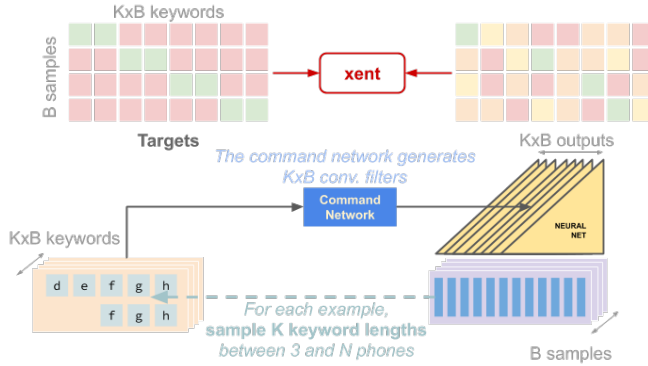 KxB keywords
B samples
xent
Targets
KxB outputs
The command network generates
KxB conv. filters
Command
Network
NEURAL
NET
KxB keywords
d e f g h
f g h
For each example,
sample K keyword lengths
between 3 and N phones
B samples